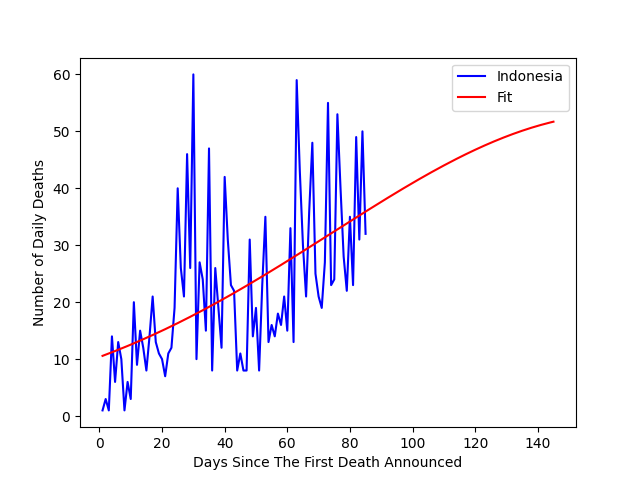 Indonesia
Fit
Number of Daily Deaths
60
50
40
30
20
10
0
0 20 40 60 80 100 120 140
Days Since The First Death Announced